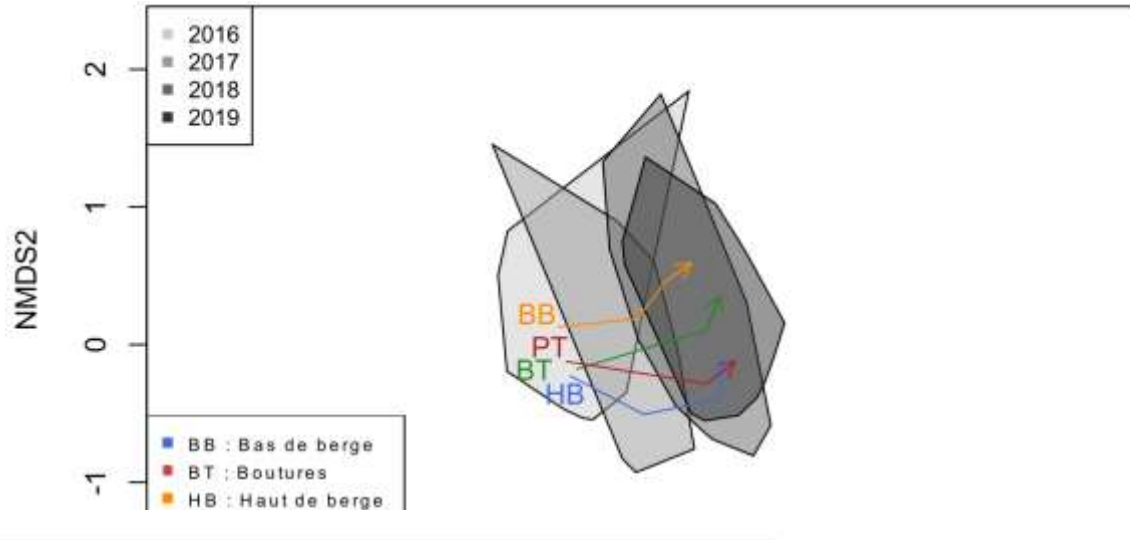 2016
2017
2018
2019
2
1
0
-1
NMDS2
BB
PT
BT
HB
BB : Bas de berge
BT : Boutures
HB : Haut de berge